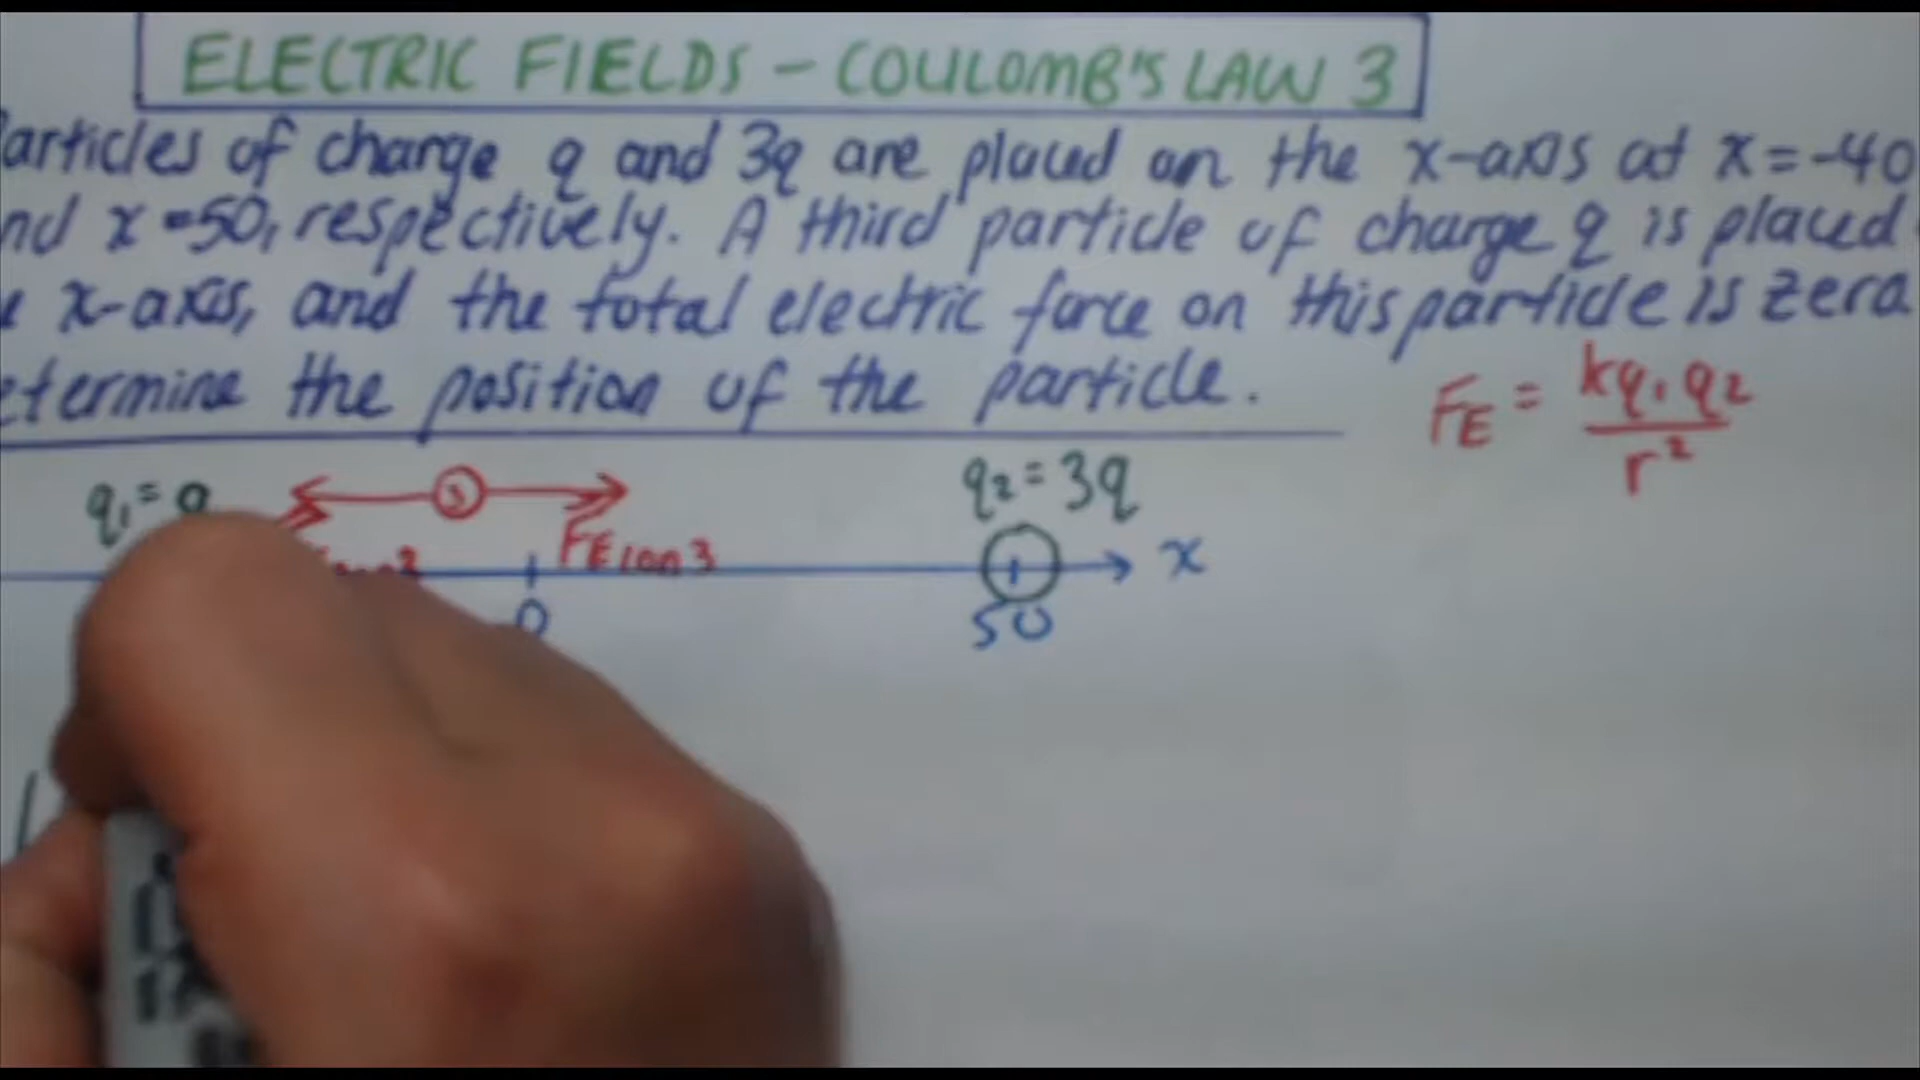 ELECTRIC FIELDS - COULOMB'S LAW 3
articles of charge q and 3q are placed on the x-axis at x=-40
nd x=50, respectively. A third particle of charge q is placed
x-axis, and the total electric force on this particle is zero
etermine the position of the particle.
FE = kq1q2/r²
q1=q
3
q2=3q
FE1on3
x
0
50